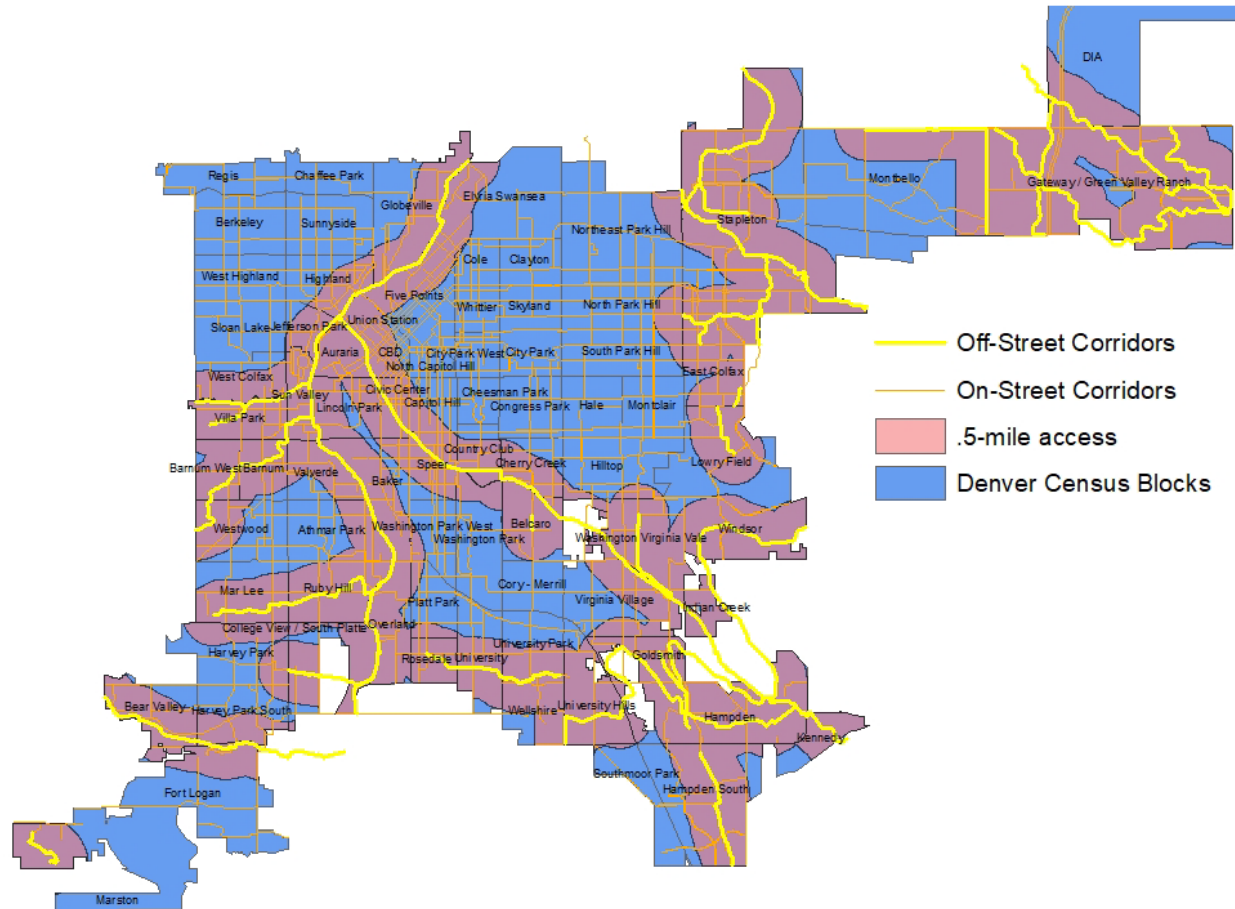 DIA
Regis
Chaffee Park
Elyria Swansea
Montbello
Gateway / Green Valley Ranch
Globeville
Berkeley
Sunnyside
Stapleton
Northeast Park Hill
Cole
Clayton
West Highland
Highland
Five Points
Whittier
Skyland
North Park Hill
Sloan Lake
Jefferson Park
Union Station
Auraria
CBD
City Park West
City Park
South Park Hill
North Capitol Hill
West Colfax
East Colfax
Sun Valley
Civic Center
Cheesman Park
Villa Park
Lincoln Park
Capitol Hill
Congress Park
Hale
Montclair
Country Club
Barnum West
Barnum
Valverde
Speer
Cherry Creek
Hilltop
Lowry Field
Baker
Westwood
Athmar Park
Washington Park West
Belcaro
Windsor
Washington Park
Washington Virginia Vale
Cory - Merrill
Mar Lee
Ruby Hill
Platt Park
Virginia Village
Indian Creek
College View / South Platte
Overland
Harvey Park
University Park
Rosedale
University
Goldsmith
Bear Valley
Harvey Park South
Wellshire
University Hills
Hampden
Kennedy
Southmoor Park
Hampden South
Fort Logan
Marston
Off-Street Corridors
On-Street Corridors
.5-mile access
Denver Census Blocks